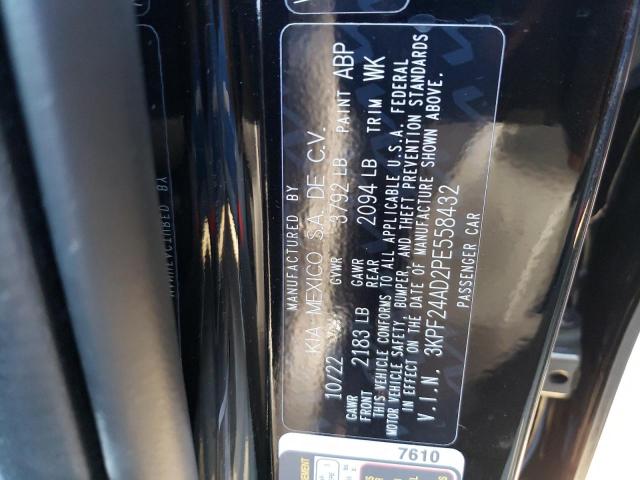 MANUFACTURED BY
KIA MEXICO S.A. DE C.V.
10/22 GVWR 3,792 LB PAINT ABP
GAWR FRONT 2183 LB GAWR REAR 2094 LB TRIM WK
THIS VEHICLE CONFORMS TO ALL APPLICABLE U.S.A. FEDERAL
MOTOR VEHICLE SAFETY, BUMPER, AND THEFT PREVENTION STANDARDS
IN EFFECT ON THE DATE OF MANUFACTURE SHOWN ABOVE.
V.I.N. 3KPF24AD2PE558432
PASSENGER CAR
7610